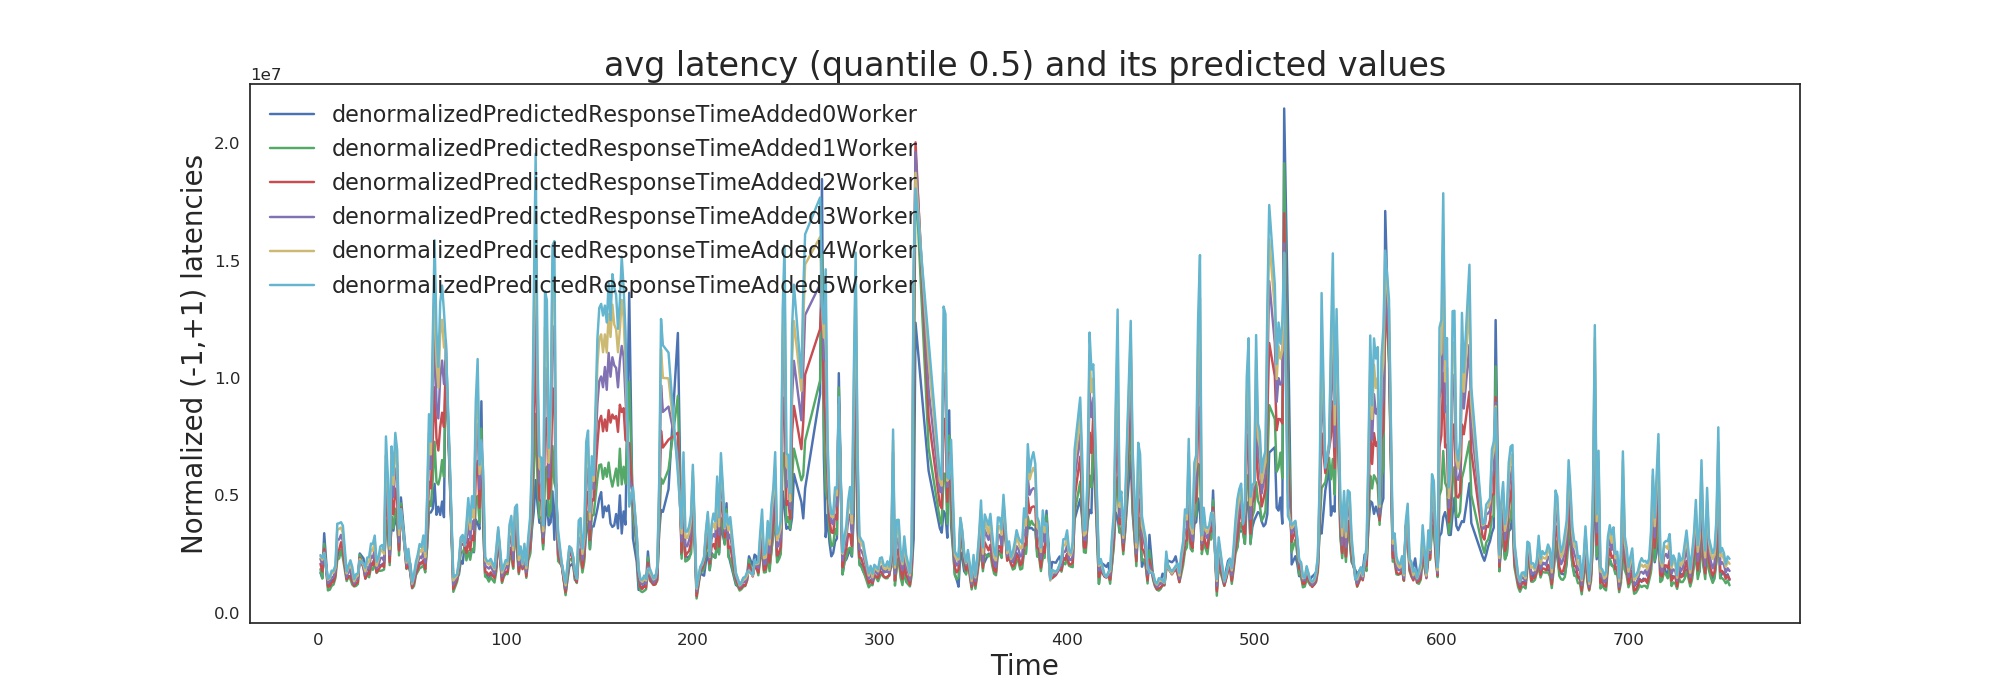 avg latency (quantile 0.5) and its predicted values
1e7
denormalizedPredictedResponseTimeAdded0Worker
denormalizedPredictedResponseTimeAdded1Worker
denormalizedPredictedResponseTimeAdded2Worker
denormalizedPredictedResponseTimeAdded3Worker
denormalizedPredictedResponseTimeAdded4Worker
denormalizedPredictedResponseTimeAdded5Worker
Normalized (-1,+1) latencies
2.0
1.5
1.0
0.5
0.0
0 100 200 300 400 500 600 700
Time